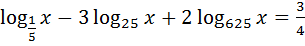 log_{1/5} x − 3 log_{25} x + 2 log_{625} x = 3/4